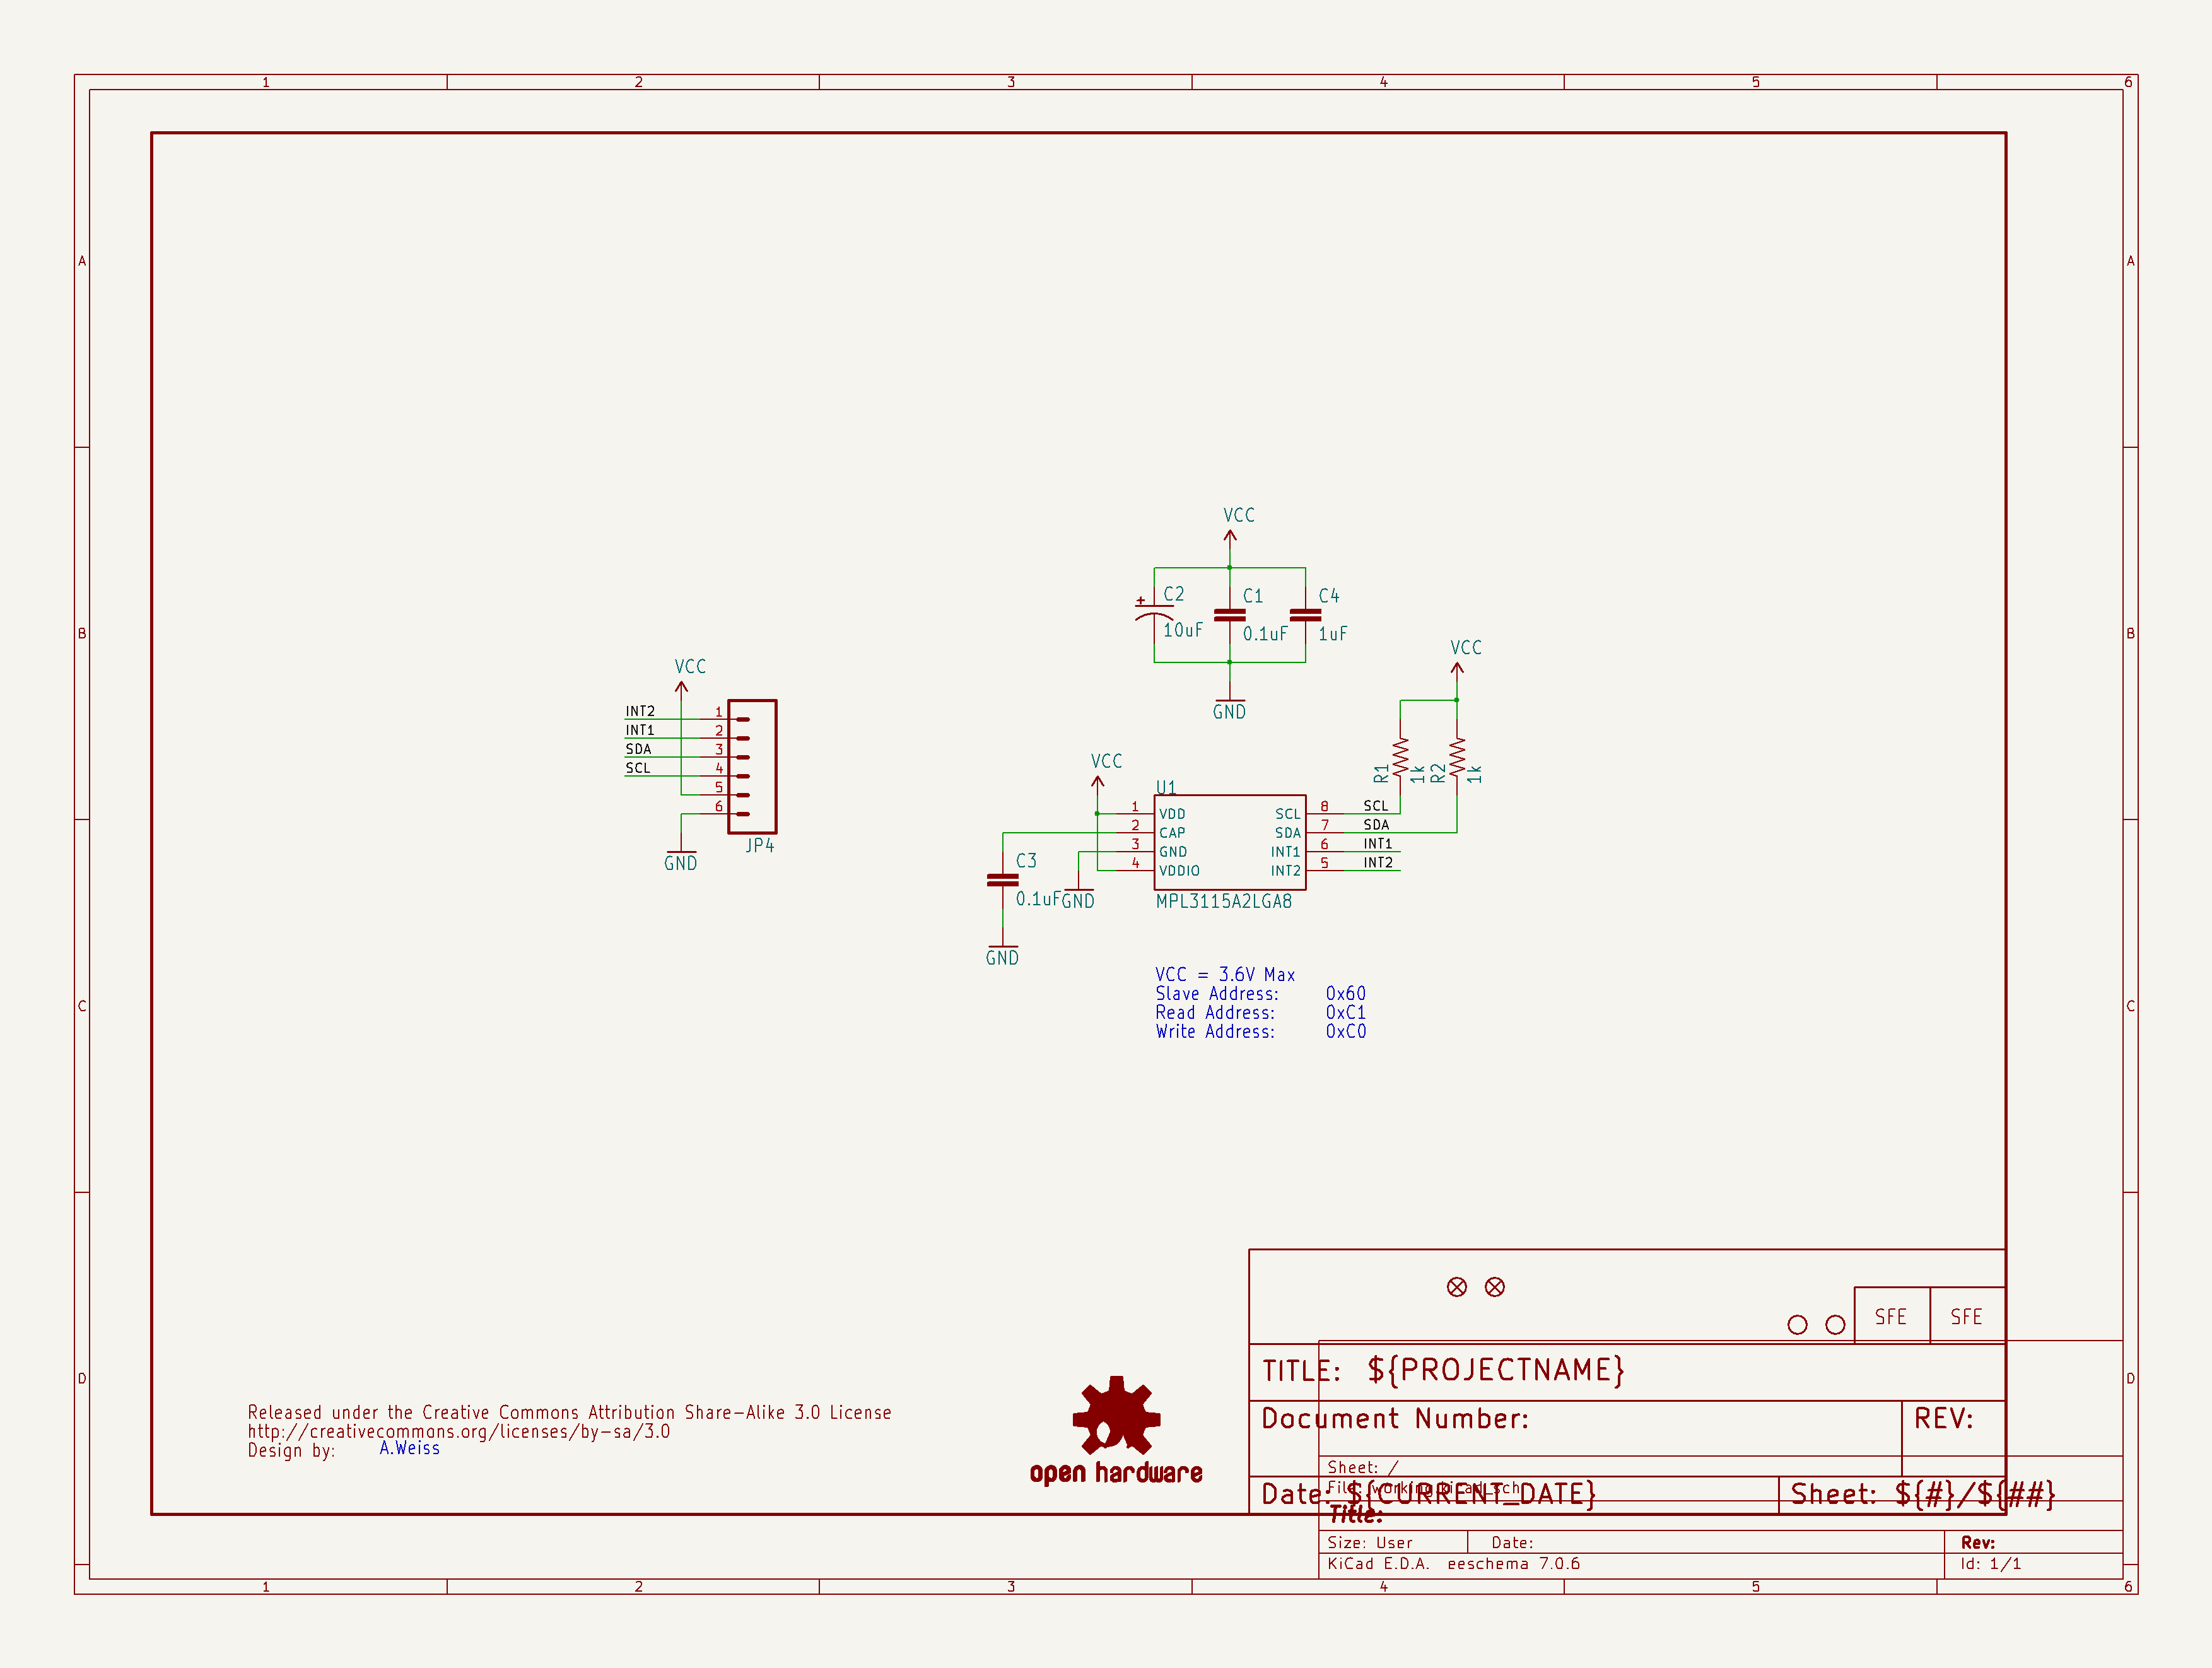 1 2 3 4 5 6
A A
VCC
C2 C1 C4
10uF 0.1uF 1uF
B B
VCC
VCC
GND
INT2 1
INT1 2
SDA 3
SCL 4
5
6
JP4
GND
VCC
R1 1k R2 1k
U1
1 VDD SCL 8 SCL
2 CAP SDA 7 SDA
3 GND INT1 6 INT1
4 VDDIO INT2 5 INT2
C3
0.1uF
GND
MPL3115A2LGA8
GND
VCC = 3.6V Max
Slave Address: 0x60
Read Address: 0xC1
Write Address: 0xC0
C C
SFE SFE
TITLE: ${PROJECTNAME}
D D
Document Number: REV:
Released under the Creative Commons Attribution Share-Alike 3.0 License
http://creativecommons.org/licenses/by-sa/3.0
Design by: A.Weiss
open hardware
Sheet: /
File: working.kicad_sch
Date: ${CURRENT_DATE} Sheet: ${#}/${##}
Title:
Size: User Date: Rev:
KiCad E.D.A. eeschema 7.0.6 Id: 1/1
1 2 3 4 5 6